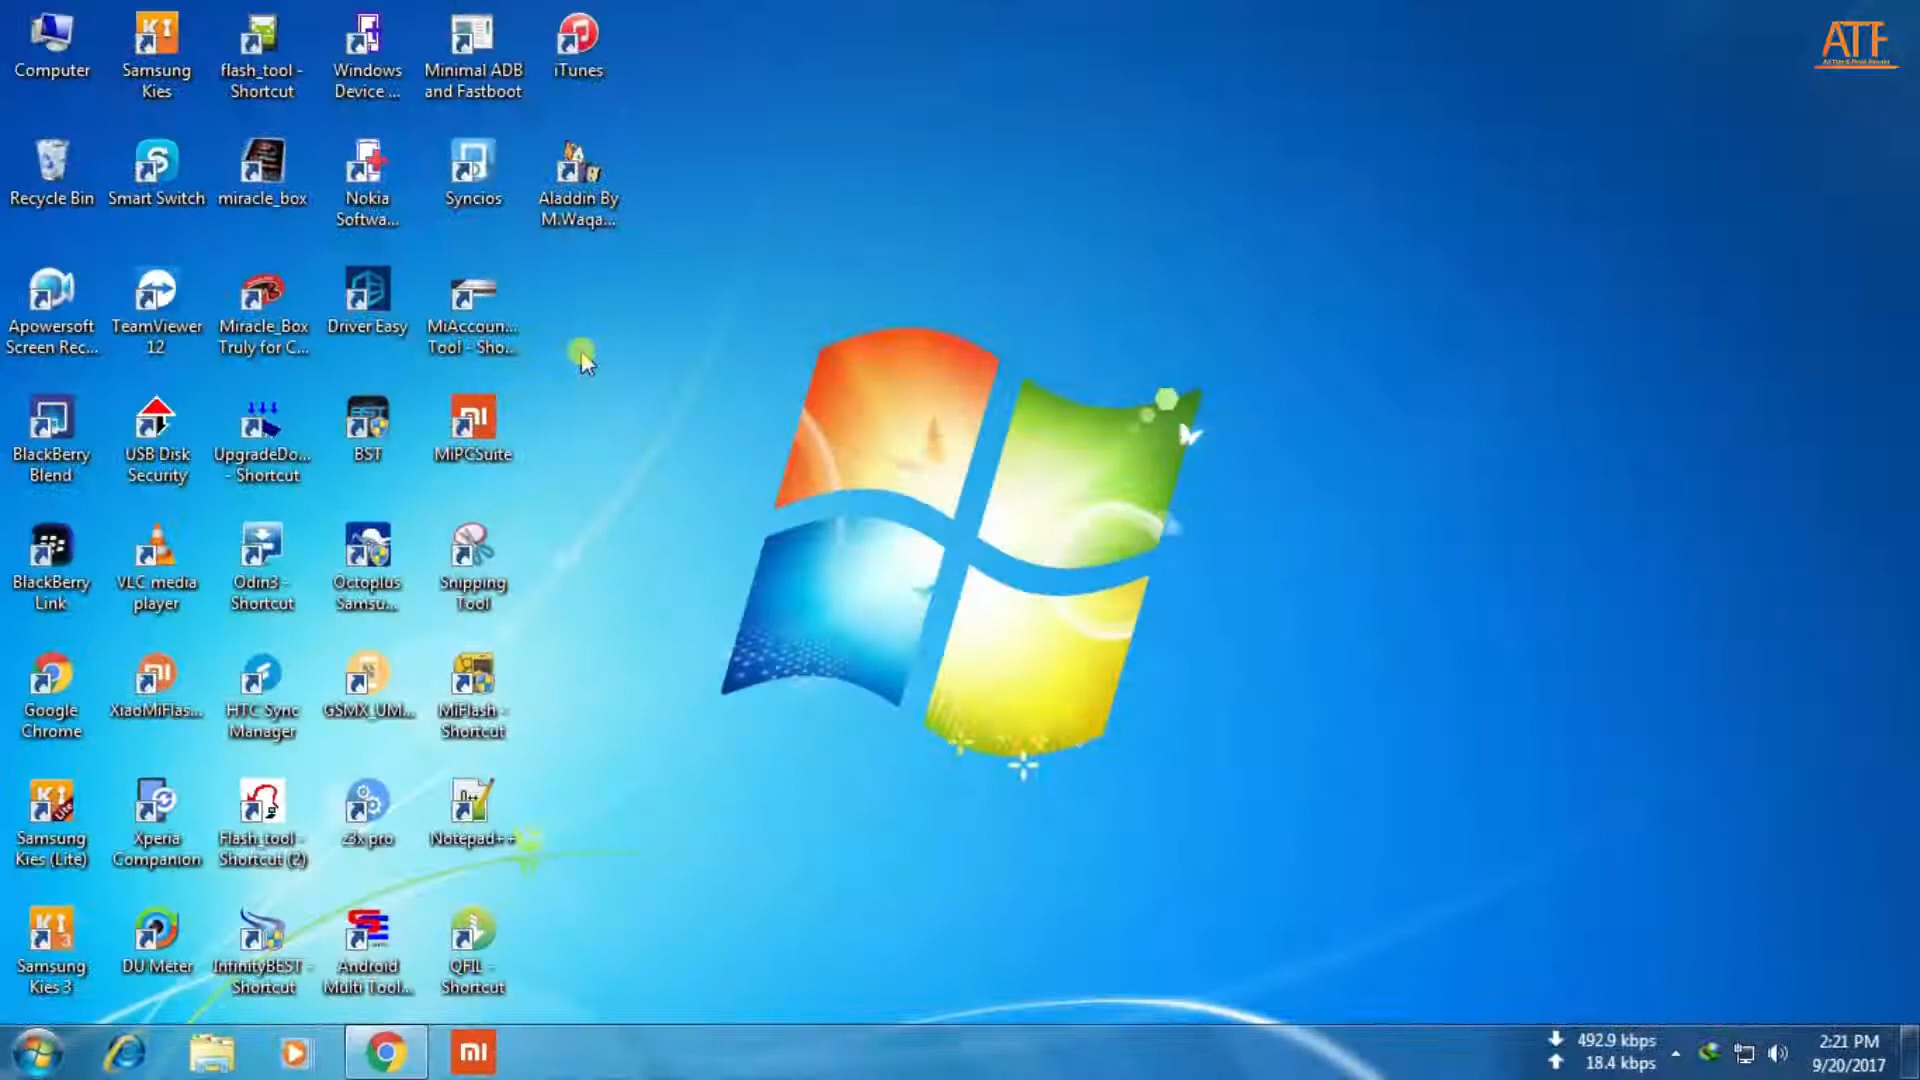 Computer
Samsung
Kies
flash_tool -
Shortcut
Windows
Device ...
Minimal ADB
and Fastboot
iTunes
ATF
Recycle Bin
Smart Switch
miracle_box
Nokia
Softwa...
Syncios
Aladdin By
M.Waqa...
Apowersoft
Screen Rec...
TeamViewer
12
Miracle_Box
Truly for C...
Driver Easy
MiAccoun...
Tool - Sho...
BlackBerry
Blend
USB Disk
Security
UpgradeDo...
- Shortcut
BST
MiPCSuite
BlackBerry
Link
VLC media
player
Odin3 -
Shortcut
Octoplus
Samsu...
Snipping
Tool
Google
Chrome
XiaoMiFlas...
HTC Sync
Manager
GSMX_UM...
MiFlash -
Shortcut
Samsung
Kies (Lite)
Xperia
Companion
Flash_tool -
Shortcut (2)
z3x pro
Notepad++
Samsung
Kies 3
DU Meter
InfinityBEST -
Shortcut
Android
Multi Tool...
QFIL -
Shortcut
492.9 kbps
18.4 kbps
2:21 PM
9/20/2017